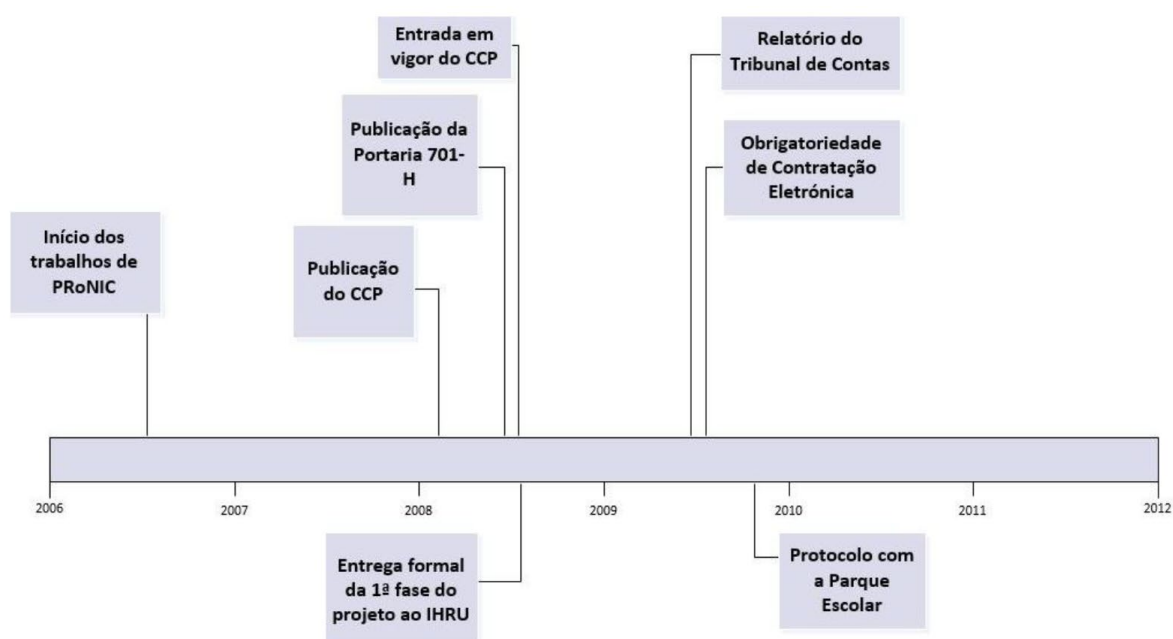 Entrada em
vigor do CCP
Relatório do
Tribunal de Contas
Publicação da
Portaria 701-
H
Obrigatoriedade
de Contratação
Eletrónica
Início dos
trabalhos de
PRoNIC
Publicação
do CCP
2006
2007
2008
2009
2010
2011
2012
Entrega formal
da 1ª fase do
projeto ao IHRU
Protocolo com
a Parque
Escolar